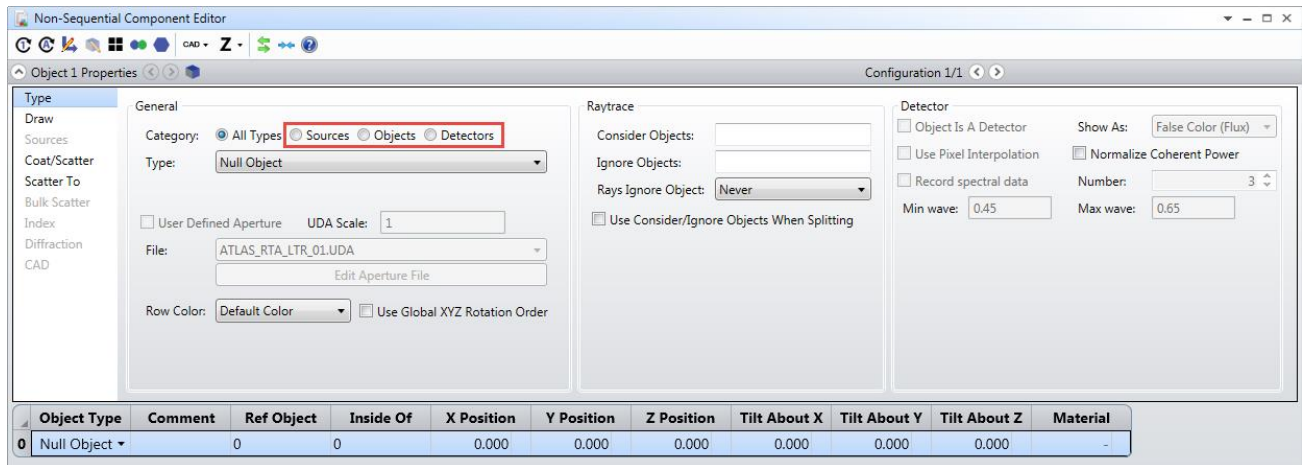 Non-Sequential Component Editor
CAD Z
Object 1 Properties Configuration 1/1
Type
Draw
Sources
Coat/Scatter
Scatter To
Bulk Scatter
Index
Diffraction
CAD
General
Category: All Types Sources Objects Detectors
Type: Null Object
User Defined Aperture UDA Scale: 1
File: ATLAS_RTA_LTR_01.UDA
Edit Aperture File
Row Color: Default Color Use Global XYZ Rotation Order
Raytrace
Consider Objects:
Ignore Objects:
Rays Ignore Object: Never
Use Consider/Ignore Objects When Splitting
Detector
Object Is A Detector Show As: False Color (Flux)
Use Pixel Interpolation Normalize Coherent Power
Record spectral data Number: 3
Min wave: 0.45 Max wave: 0.65
Object Type Comment Ref Object Inside Of X Position Y Position Z Position Tilt About X Tilt About Y Tilt About Z Material
0 Null Object 0 0 0.000 0.000 0.000 0.000 0.000 0.000 -